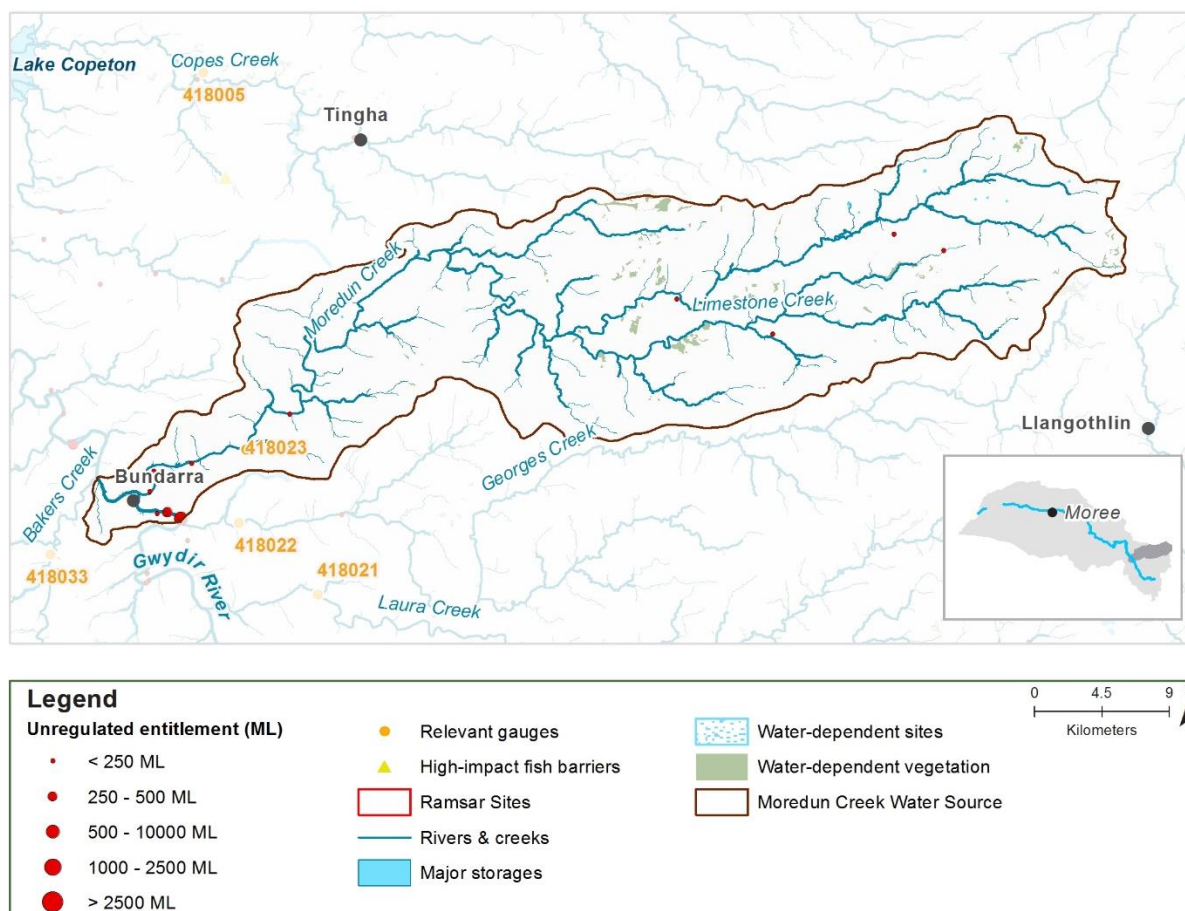 Lake Copeton
Copes Creek
418005
Tingha
Moredun Creek
Limestone Creek
Llangothlin
418023
Georges Creek
Bundarra
Bakers Creek
418022
Gwydir River
418033
418021
Laura Creek
Moree
Legend
Unregulated entitlement (ML)
< 250 ML
250 - 500 ML
500 - 10000 ML
1000 - 2500 ML
> 2500 ML
Relevant gauges
High-impact fish barriers
Ramsar Sites
Rivers & creeks
Major storages
Water-dependent sites
Water-dependent vegetation
Moredun Creek Water Source
0 4.5 9
Kilometers